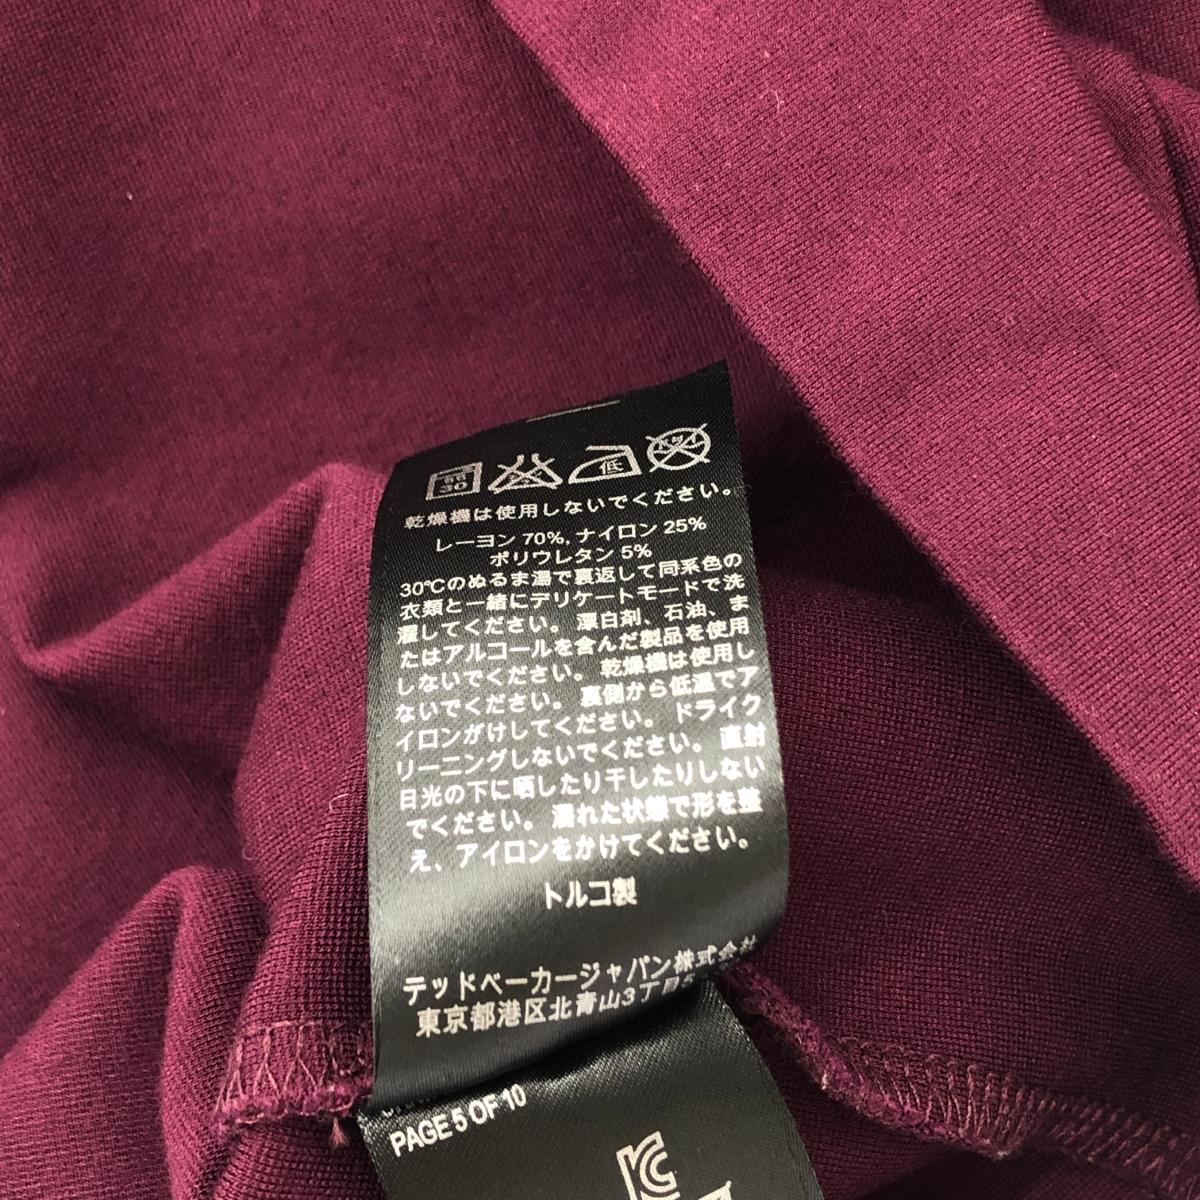 30
低
乾燥機は使用しないでください。
レーヨン 70%, ナイロン 25%
ポリウレタン 5%
30℃のぬるま湯で裏返して同系色の
衣類と一緒にデリケートモードで洗
濯してください。 漂白剤、石油、ま
たはアルコールを含んだ製品を使用
しないでください。 乾燥機は使用し
ないでください。 裏側から低温でア
イロンがけしてください。 ドライク
リーニングしないでください。 直射
日光の下に晒したり干したりしない
でください。 濡れた状態で形を整
え、アイロンをかけてください。
トルコ製
テッドベーカージャパン株式会社
東京都港区北青山3丁目5
PAGE 5 OF 10